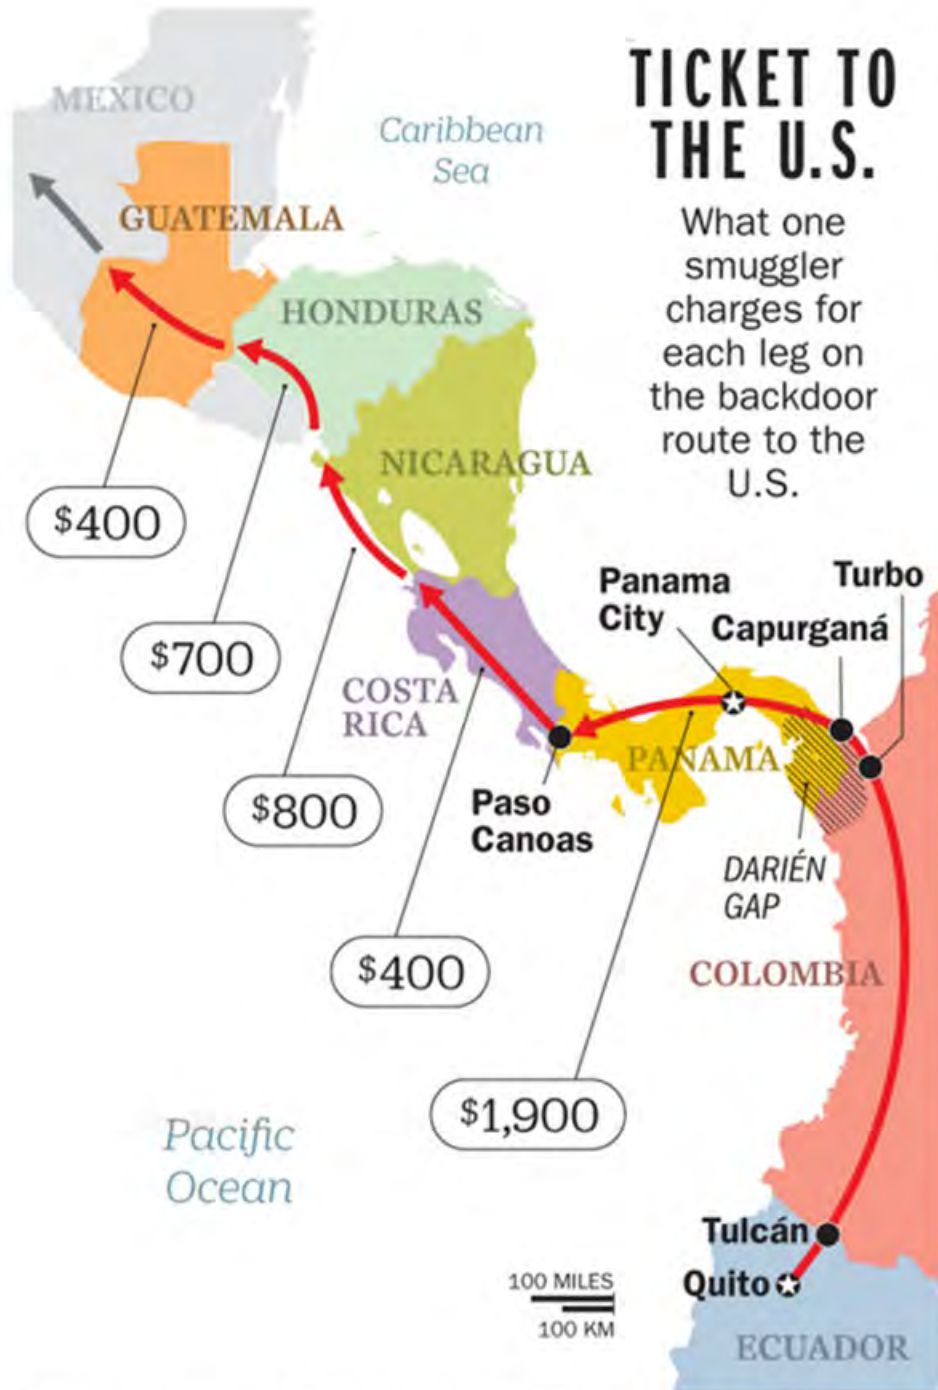 TICKET TO
THE U.S.
What one
smuggler
charges for
each leg on
the backdoor
route to the
U.S.
MEXICO
Caribbean
Sea
GUATEMALA
HONDURAS
NICARAGUA
$400
$700
COSTA
RICA
$800
$400
$1,900
Panama
City
Turbo
Capurganá
PANAMA
Paso
Canoas
DARIÉN
GAP
COLOMBIA
Pacific
Ocean
Tulcán
Quito
100 MILES
100 KM
ECUADOR